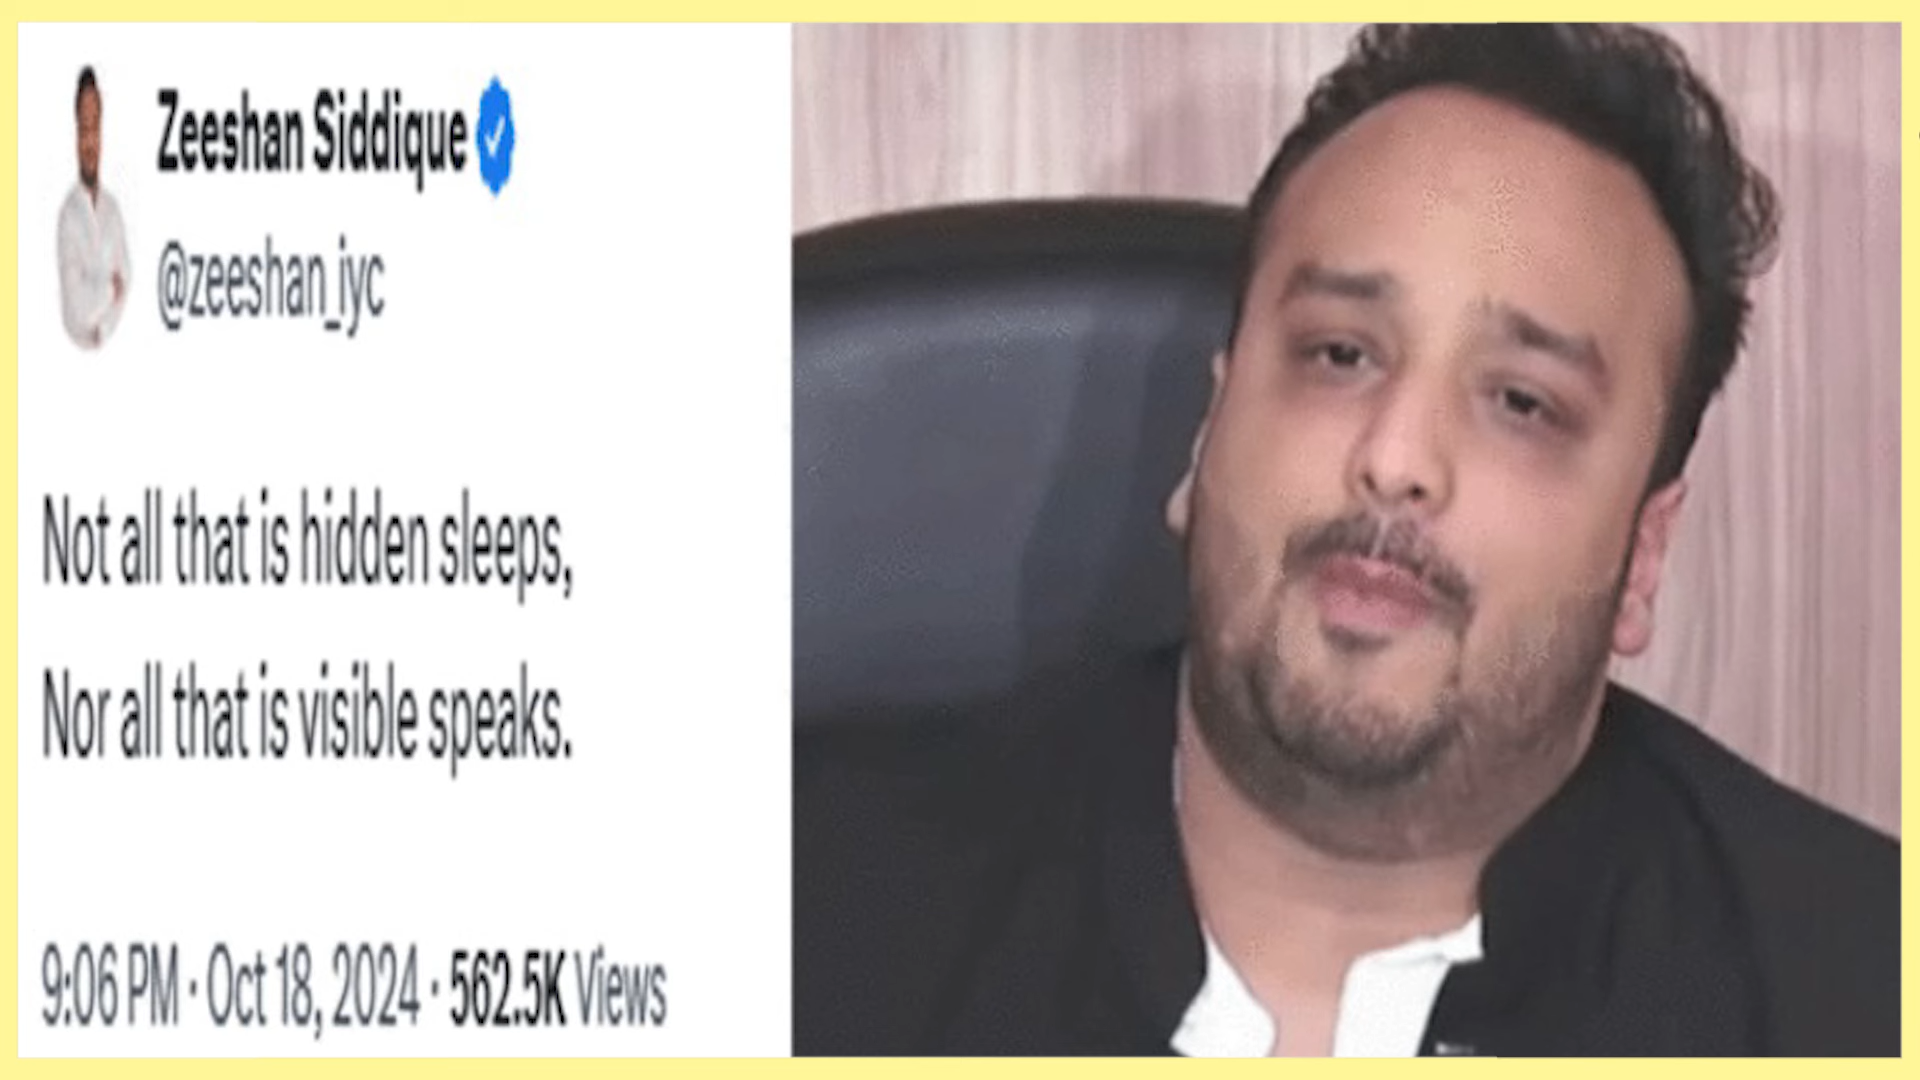 Zeeshan Siddique
@zeeshan_iyc
Not all that is hidden sleeps,
Nor all that is visible speaks.
9:06 PM · Oct 18, 2024 · 562.5K Views